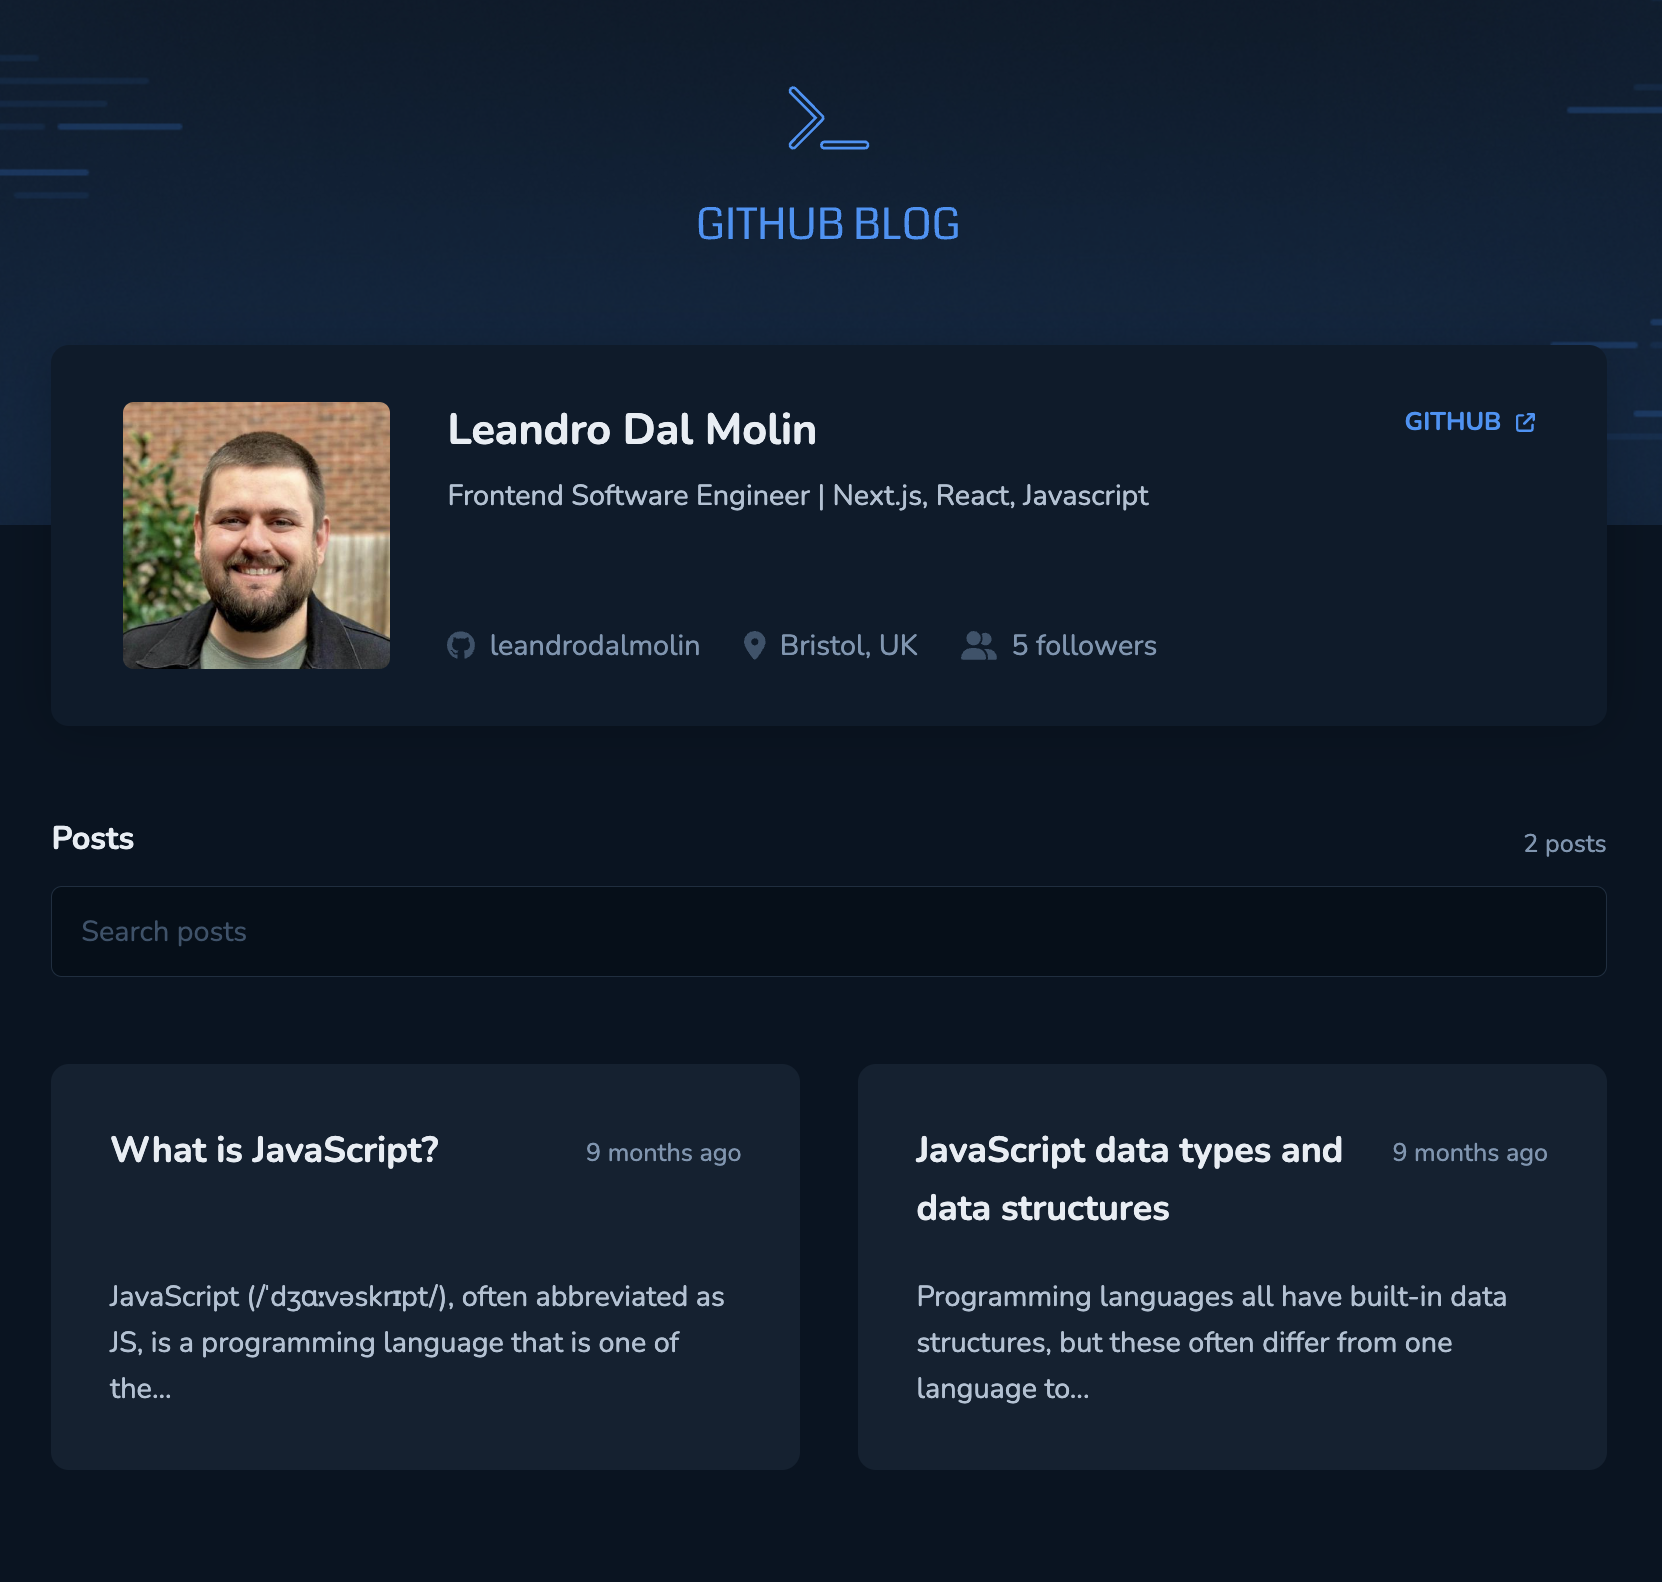 GITHUB BLOG
Leandro Dal Molin
GITHUB
Frontend Software Engineer | Next.js, React, Javascript
leandrodalmolin
Bristol, UK
5 followers
Posts
2 posts
Search posts
What is JavaScript?
9 months ago
JavaScript (/ˈdʒɑːvəskrɪpt/), often abbreviated as
JS, is a programming language that is one of
the...
JavaScript data types and
data structures
9 months ago
Programming languages all have built-in data
structures, but these often differ from one
language to...